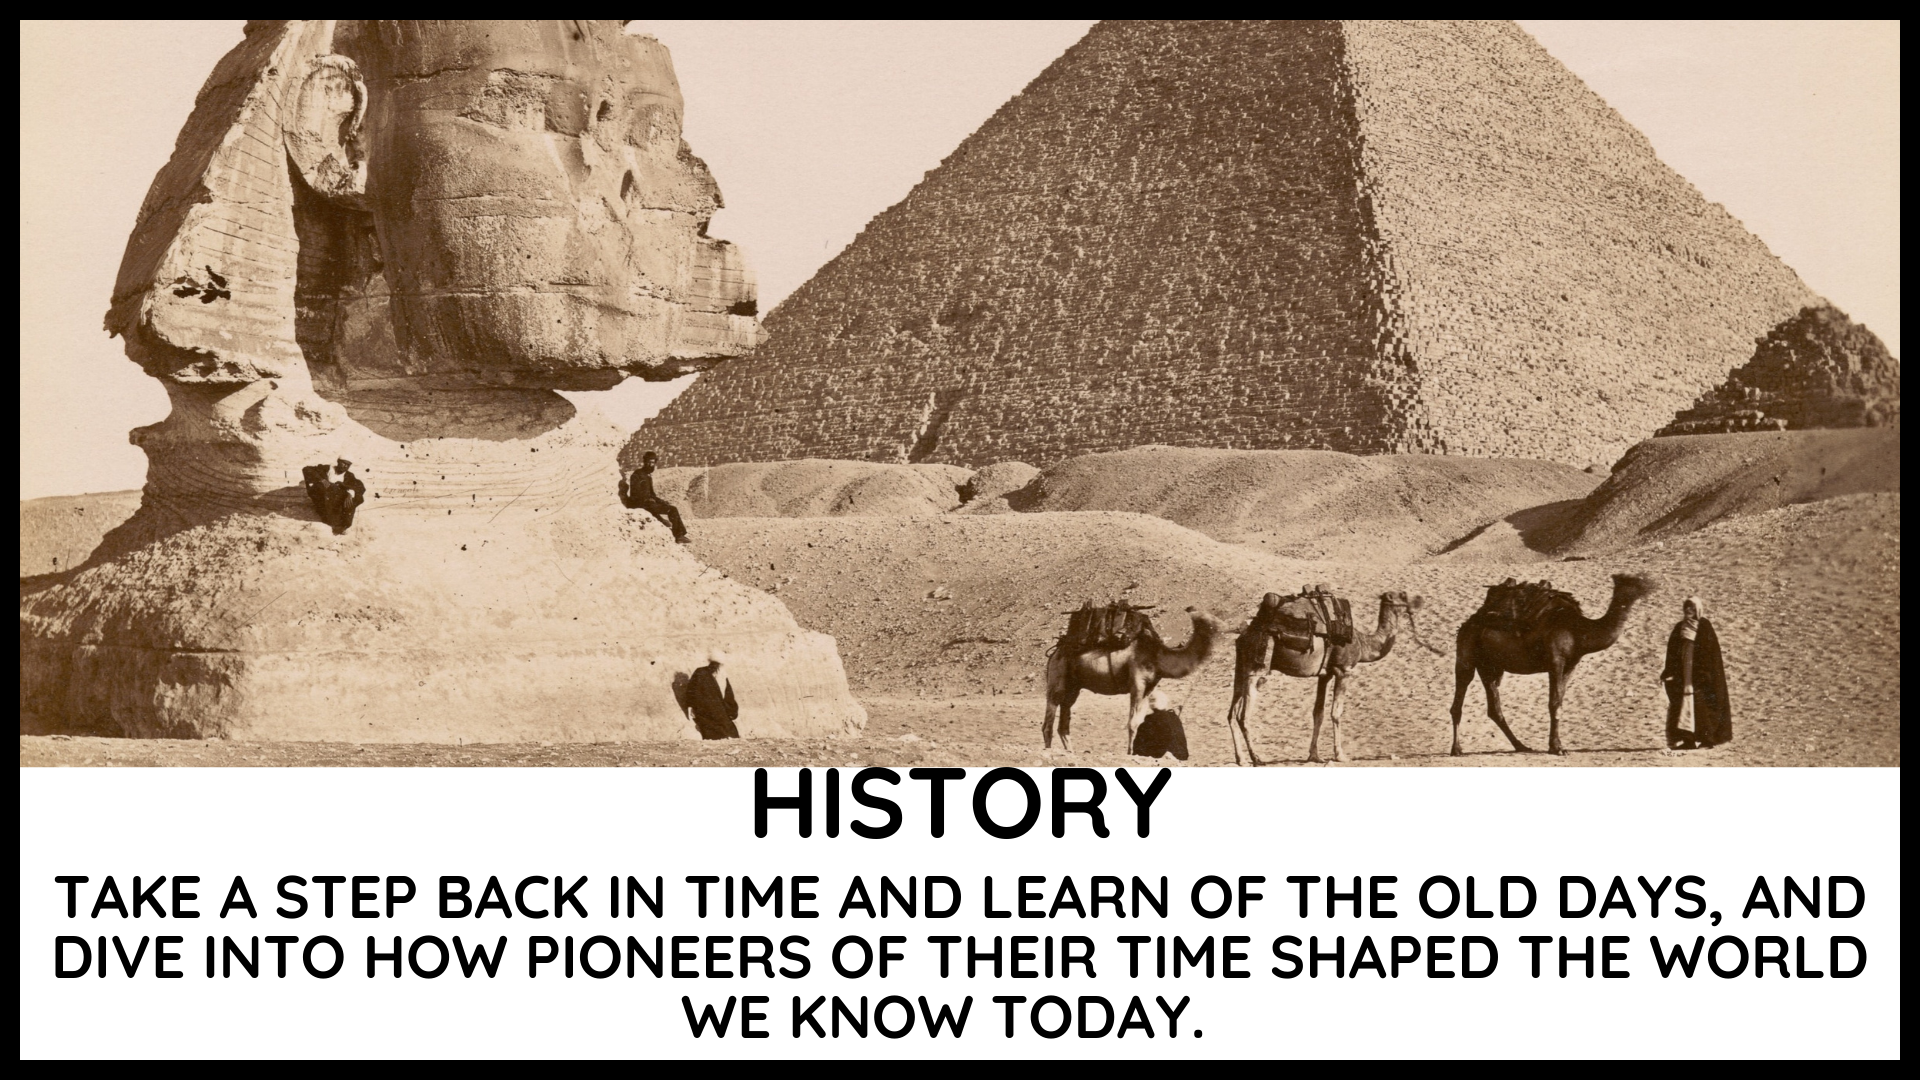 HISTORY
TAKE A STEP BACK IN TIME AND LEARN OF THE OLD DAYS, AND
DIVE INTO HOW PIONEERS OF THEIR TIME SHAPED THE WORLD
WE KNOW TODAY.